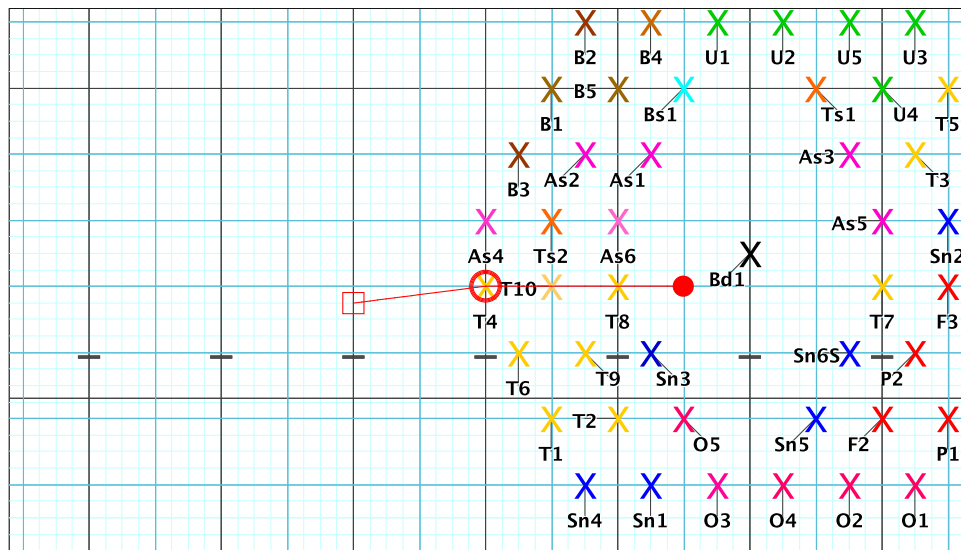 B2 B4 U1 U2 U5 U3
B1 B5 Bs1 Ts1 U4 T5
B3 As2 As1 As3 T3
As4 Ts2 As6 As5 Sn2
T4 T10 T8 Bd1 T7 F3
T6 T9 Sn3 Sn6S P2
T1 T2 O5 Sn5 F2 P1
Sn4 Sn1 O3 O4 O2 O1